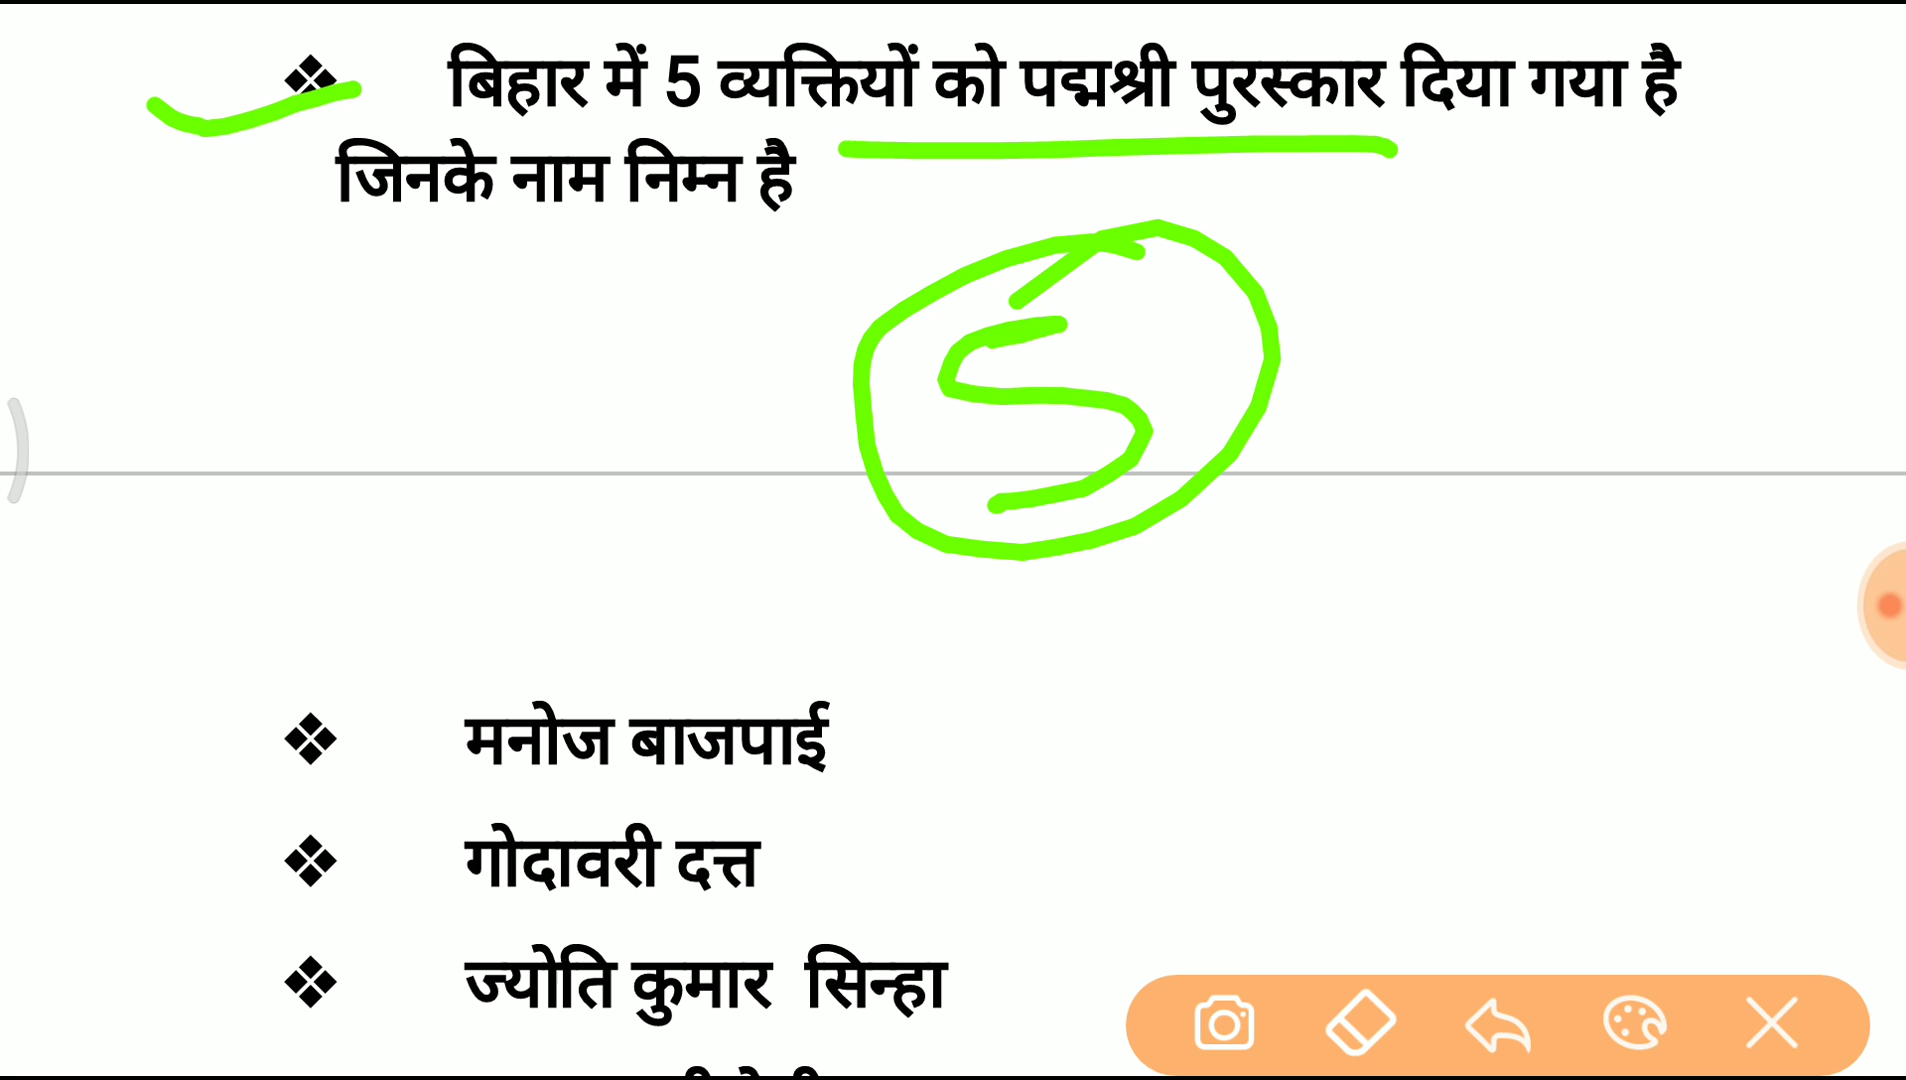 ❖ बिहार में 5 व्यक्तियों को पद्मश्री पुरस्कार दिया गया है
जिनके नाम निम्न है
5
❖ मनोज बाजपाई
❖ गोदावरी दत्त
❖ ज्योति कुमार सिन्हा